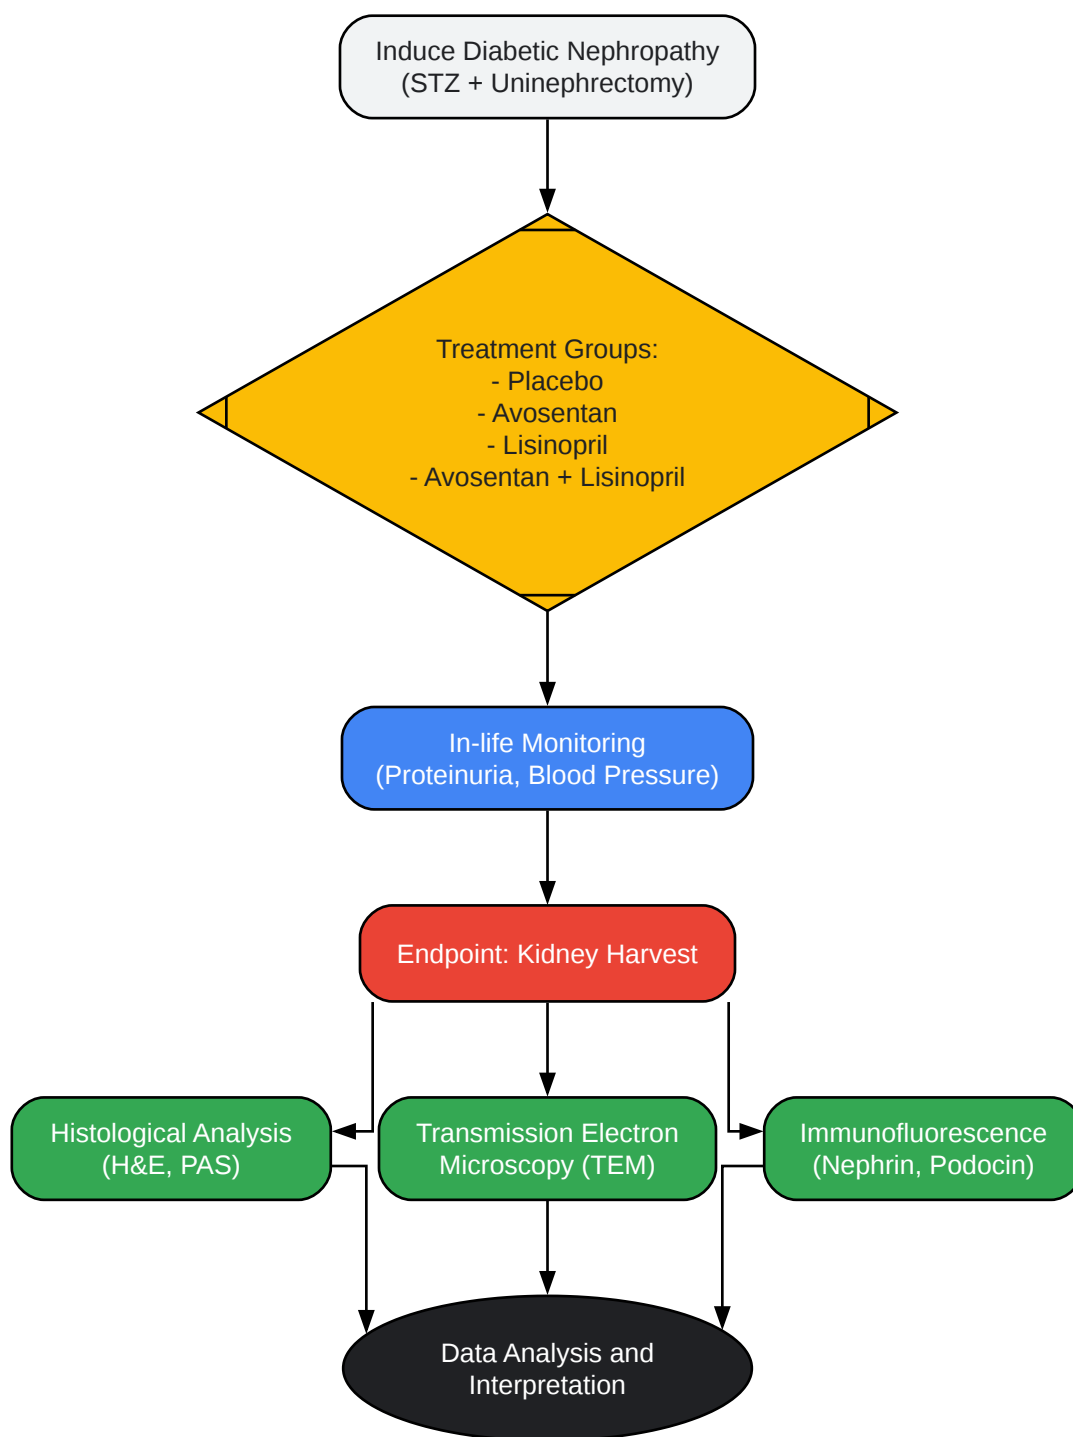 Induce Diabetic Nephropathy
(STZ + Uninephrectomy)
Treatment Groups:
- Placebo
- Avosentan
- Lisinopril
- Avosentan + Lisinopril
In-life Monitoring
(Proteinuria, Blood Pressure)
Endpoint: Kidney Harvest
Histological Analysis
(H&E, PAS)
Transmission Electron
Microscopy (TEM)
Immunofluorescence
(Nephrin, Podocin)
Data Analysis and
Interpretation